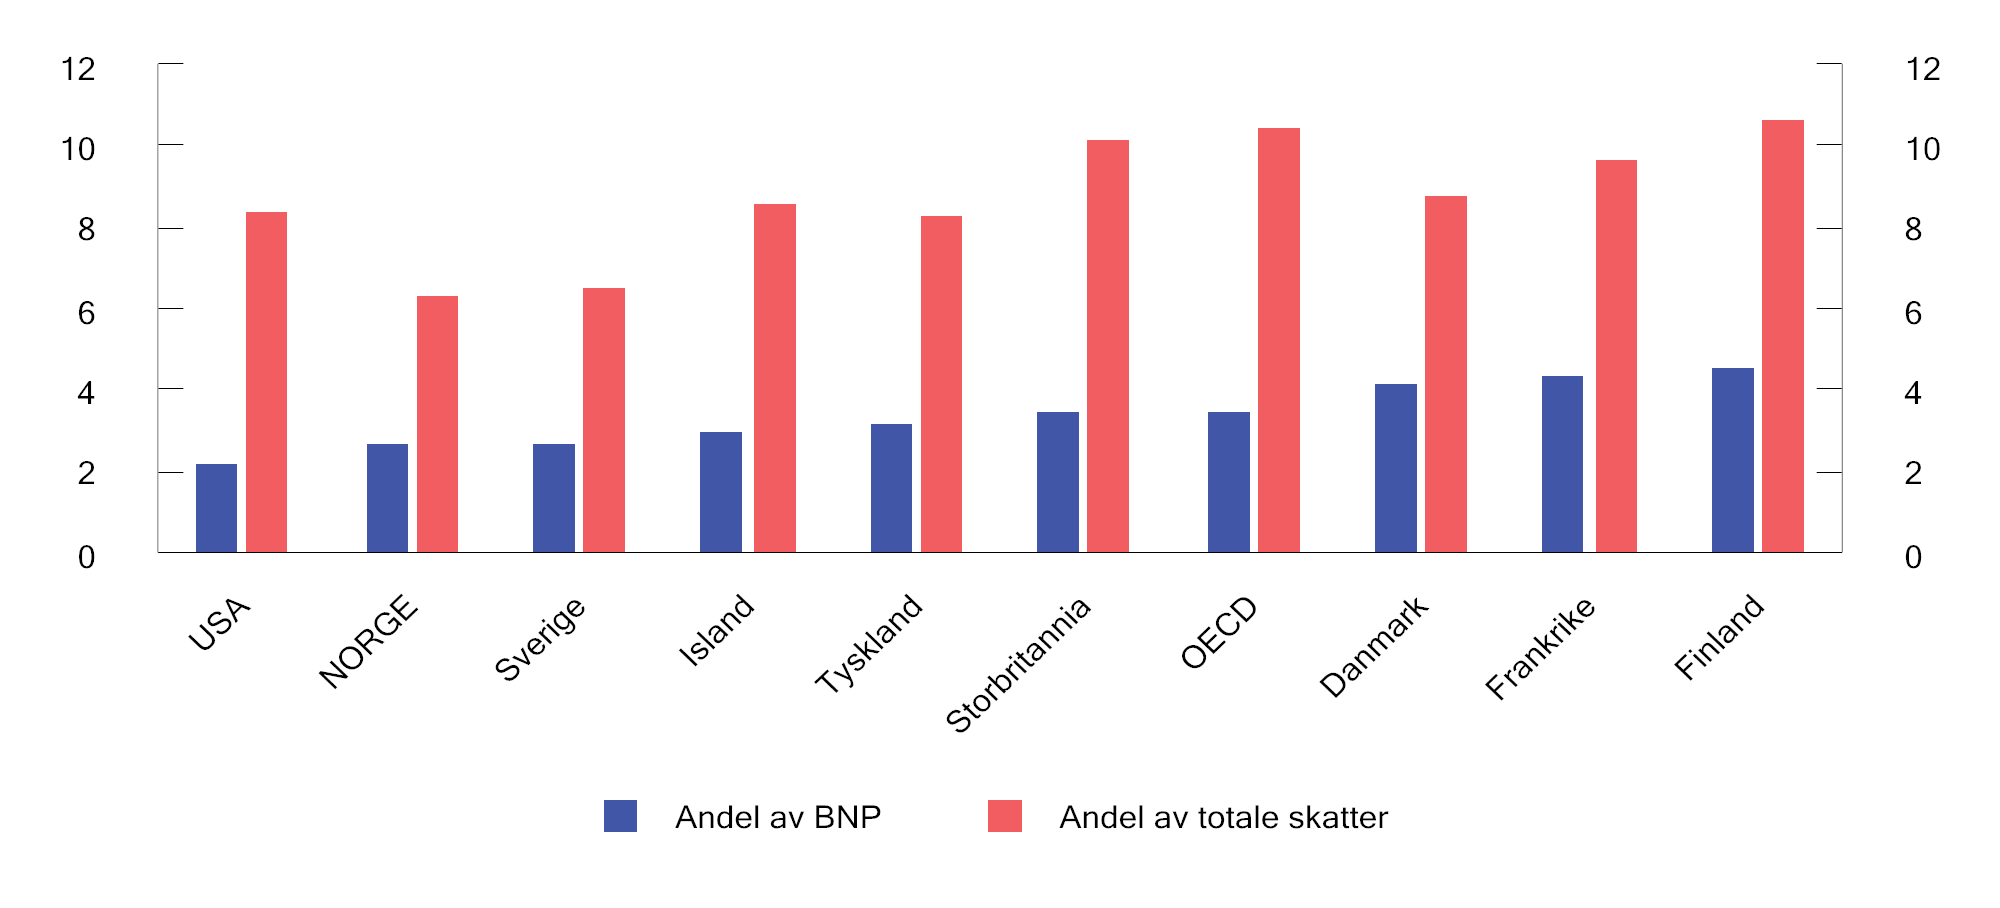 12
12
10
10
8
8
6
6
4
4
2
2
0
0
USA
NORGE
Sverige
Island
Tyskland
Storbritannia
OECD
Danmark
Frankrike
Finland
Andel av BNP
Andel av totale skatter